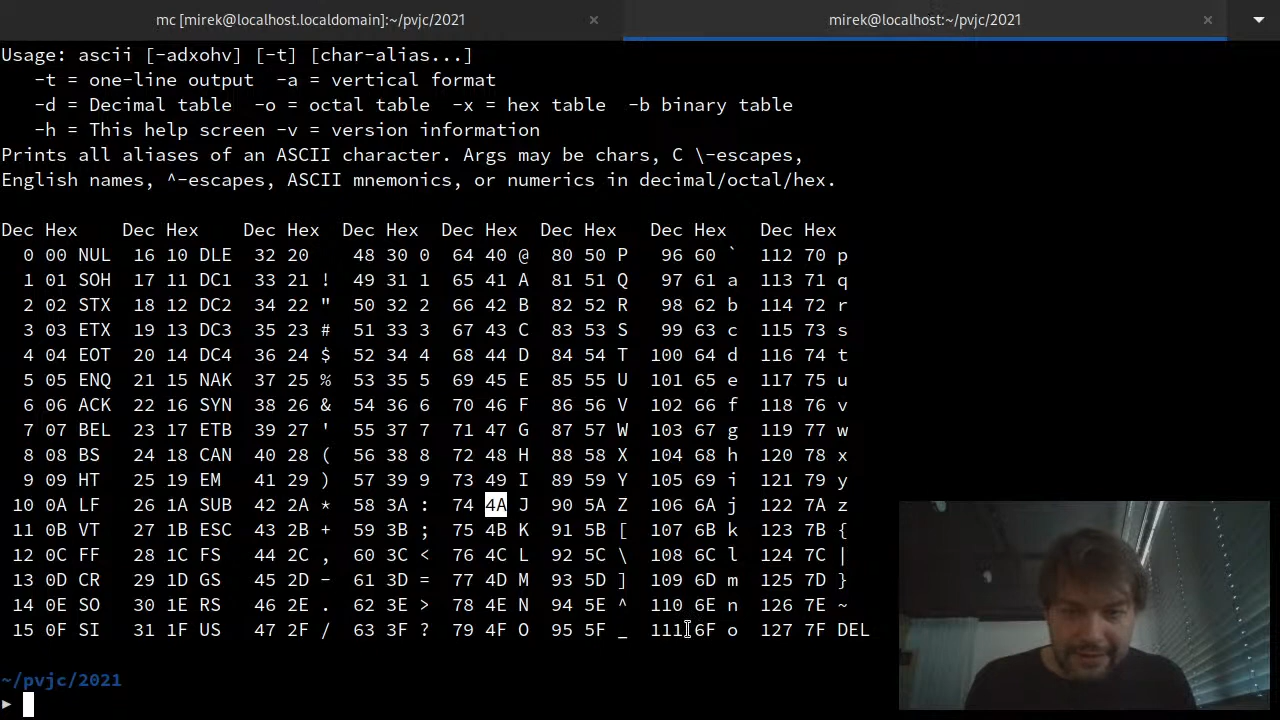 mc [mirek@localhost.localdomain]:~/pvjc/2021 × mirek@localhost:~/pvjc/2021 ×
Usage: ascii [-adxohv] [-t] [char-alias...]
-t = one-line output -a = vertical format
-d = Decimal table -o = octal table -x = hex table -b binary table
-h = This help screen -v = version information
Prints all aliases of an ASCII character. Args may be chars, C \-escapes,
English names, ^-escapes, ASCII mnemonics, or numerics in decimal/octal/hex.
Dec Hex Dec Hex Dec Hex Dec Hex Dec Hex Dec Hex Dec Hex Dec Hex
0 00 NUL 16 10 DLE 32 20 48 30 0 64 40 @ 80 50 P 96 60 ` 112 70 p
1 01 SOH 17 11 DC1 33 21 ! 49 31 1 65 41 A 81 51 Q 97 61 a 113 71 q
2 02 STX 18 12 DC2 34 22 " 50 32 2 66 42 B 82 52 R 98 62 b 114 72 r
3 03 ETX 19 13 DC3 35 23 # 51 33 3 67 43 C 83 53 S 99 63 c 115 73 s
4 04 EOT 20 14 DC4 36 24 $ 52 34 4 68 44 D 84 54 T 100 64 d 116 74 t
5 05 ENQ 21 15 NAK 37 25 % 53 35 5 69 45 E 85 55 U 101 65 e 117 75 u
6 06 ACK 22 16 SYN 38 26 & 54 36 6 70 46 F 86 56 V 102 66 f 118 76 v
7 07 BEL 23 17 ETB 39 27 ' 55 37 7 71 47 G 87 57 W 103 67 g 119 77 w
8 08 BS 24 18 CAN 40 28 ( 56 38 8 72 48 H 88 58 X 104 68 h 120 78 x
9 09 HT 25 19 EM 41 29 ) 57 39 9 73 49 I 89 59 Y 105 69 i 121 79 y
10 0A LF 26 1A SUB 42 2A * 58 3A : 74 4A J 90 5A Z 106 6A j 122 7A z
11 0B VT 27 1B ESC 43 2B + 59 3B ; 75 4B K 91 5B [ 107 6B k 123 7B {
12 0C FF 28 1C FS 44 2C , 60 3C < 76 4C L 92 5C \ 108 6C l 124 7C |
13 0D CR 29 1D GS 45 2D - 61 3D = 77 4D M 93 5D ] 109 6D m 125 7D }
14 0E SO 30 1E RS 46 2E . 62 3E > 78 4E N 94 5E ^ 110 6E n 126 7E ~
15 0F SI 31 1F US 47 2F / 63 3F ? 79 4F O 95 5F _ 111 6F o 127 7F DEL
~/pvjc/2021
▸